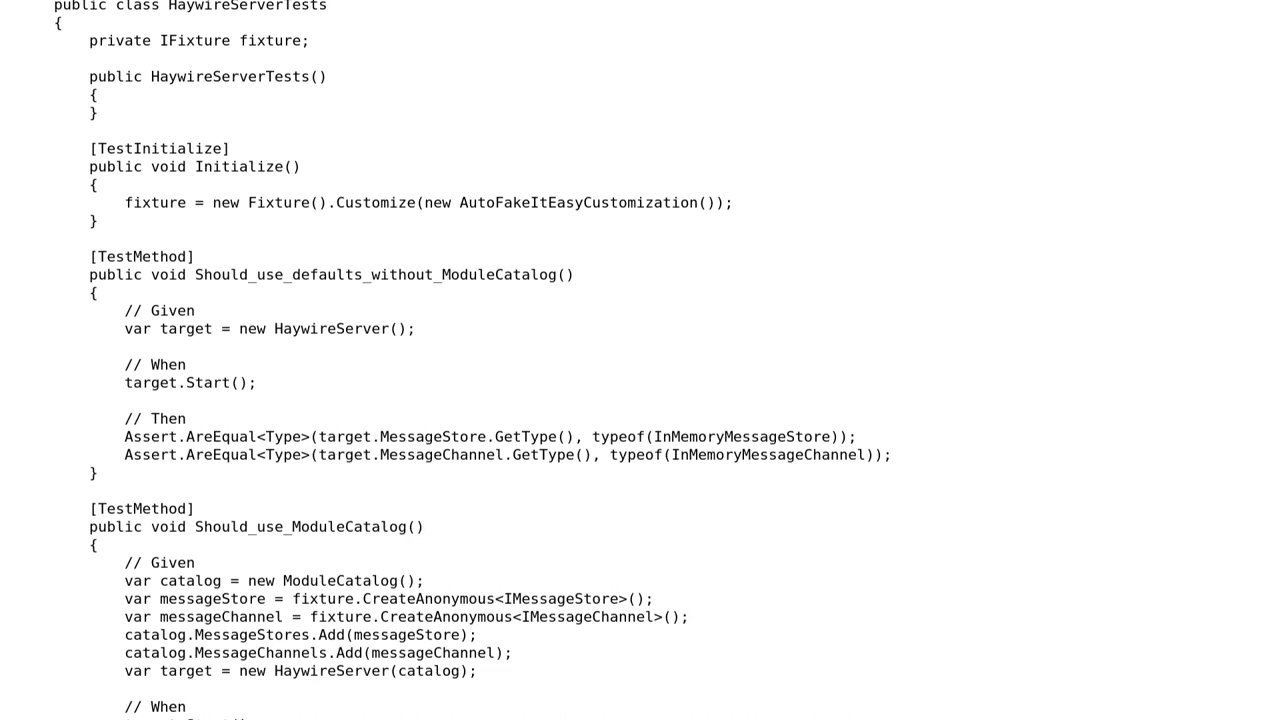 public class HaywireServerTests
{
    private IFixture fixture;

    public HaywireServerTests()
    {
    }

    [TestInitialize]
    public void Initialize()
    {
        fixture = new Fixture().Customize(new AutoFakeItEasyCustomization());
    }

    [TestMethod]
    public void Should_use_defaults_without_ModuleCatalog()
    {
        // Given
        var target = new HaywireServer();

        // When
        target.Start();

        // Then
        Assert.AreEqual<Type>(target.MessageStore.GetType(), typeof(InMemoryMessageStore));
        Assert.AreEqual<Type>(target.MessageChannel.GetType(), typeof(InMemoryMessageChannel));
    }

    [TestMethod]
    public void Should_use_ModuleCatalog()
    {
        // Given
        var catalog = new ModuleCatalog();
        var messageStore = fixture.CreateAnonymous<IMessageStore>();
        var messageChannel = fixture.CreateAnonymous<IMessageChannel>();
        catalog.MessageStores.Add(messageStore);
        catalog.MessageChannels.Add(messageChannel);
        var target = new HaywireServer(catalog);

        // When